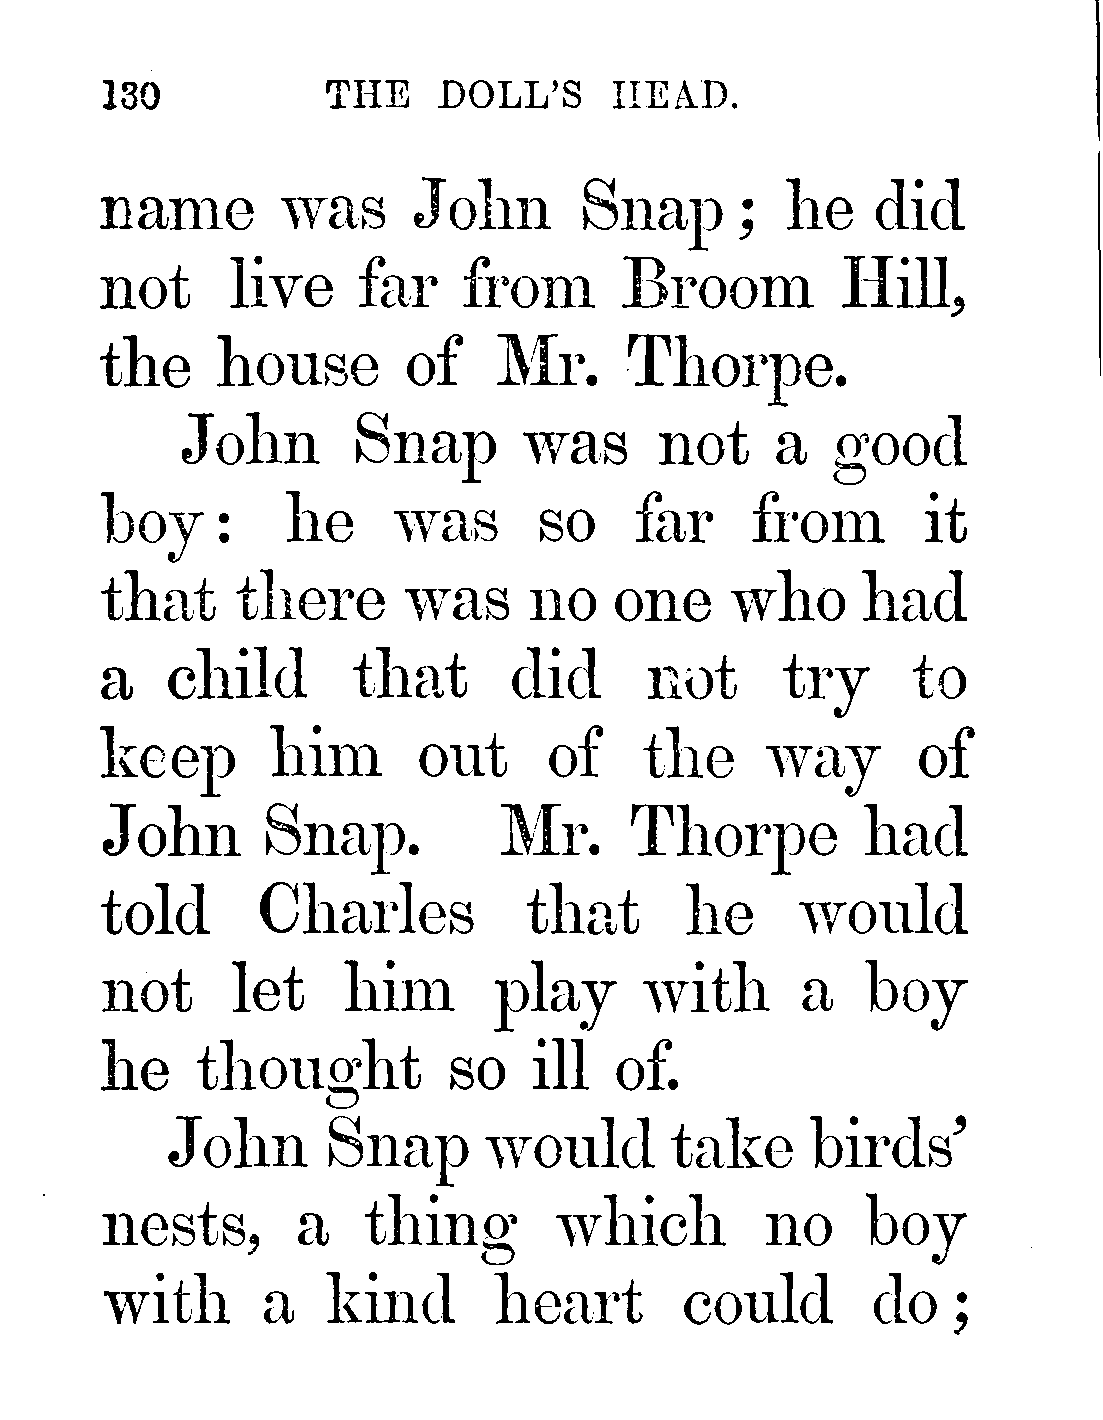 130 THE DOLL'S HEAD.
name was John Snap; he did
not live far from Broom Hill,
the house of Mr. Thorpe.
John Snap was not a good
boy: he was so far from it
that there was no one who had
a child that did not try to
keep him out of the way of
John Snap. Mr. Thorpe had
told Charles that he would
not let him play with a boy
he thought so ill of.
John Snap would take birds'
nests, a thing which no boy
with a kind heart could do;